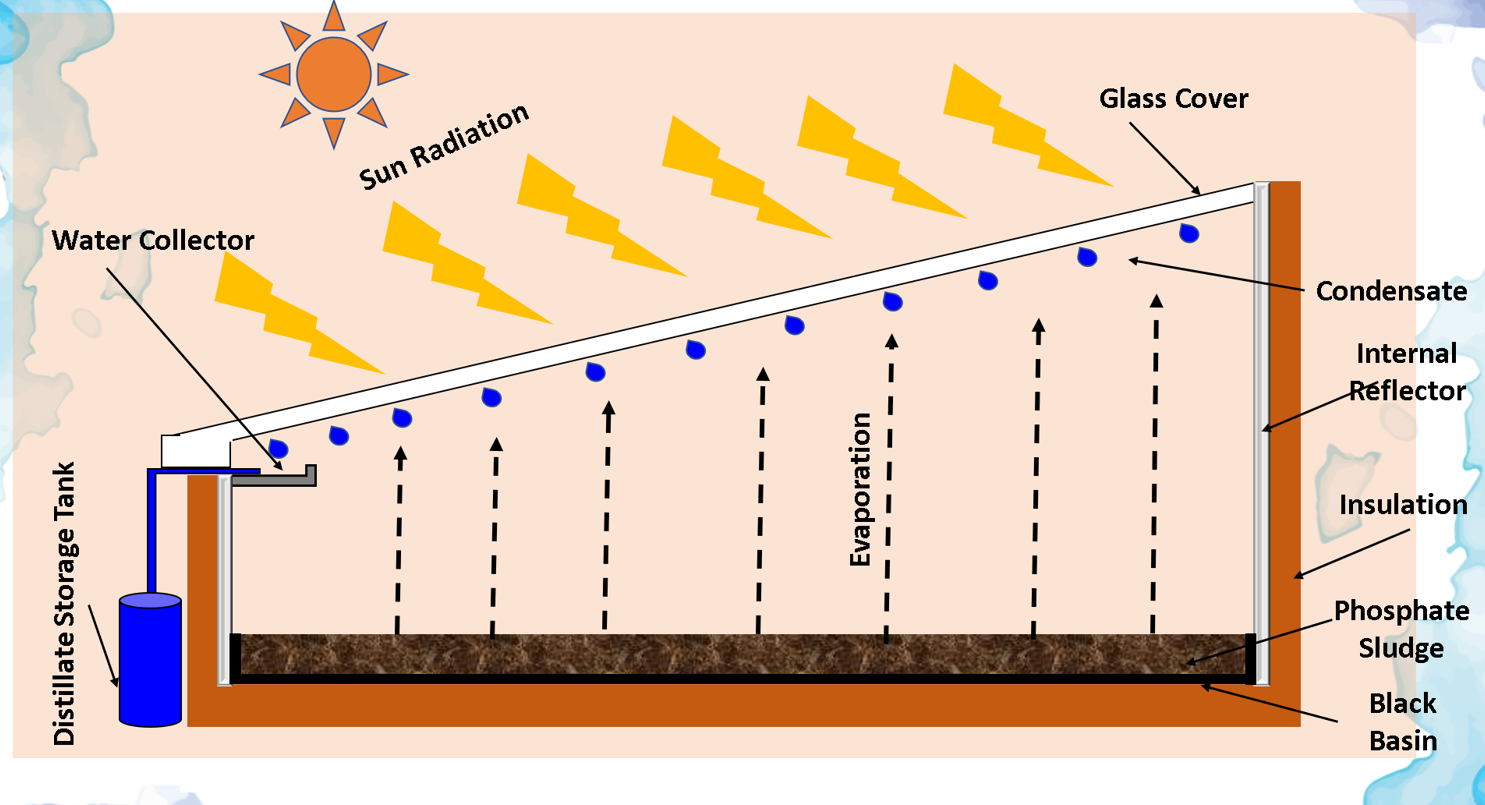 Glass Cover
Sun Radiation
Water Collector
Condensate
Internal
Reflector
Evaporation
Distillate Storage Tank
Insulation
Phosphate
Sludge
Black
Basin